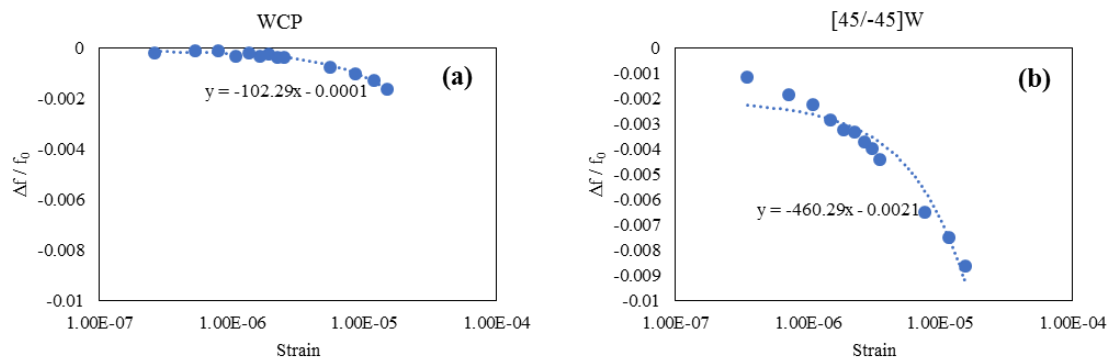 WCP
(a)
y = -102.29x - 0.0001
0
-0.002
-0.004
-0.006
-0.008
-0.01
Δf / f0
1.00E-07 1.00E-06 1.00E-05 1.00E-04
Strain
[45/-45]W
(b)
y = -460.29x - 0.0021
0
-0.001
-0.002
-0.003
-0.004
-0.005
-0.006
-0.007
-0.008
-0.009
-0.01
Δf / f0
1.00E-07 1.00E-06 1.00E-05 1.00E-04
Strain